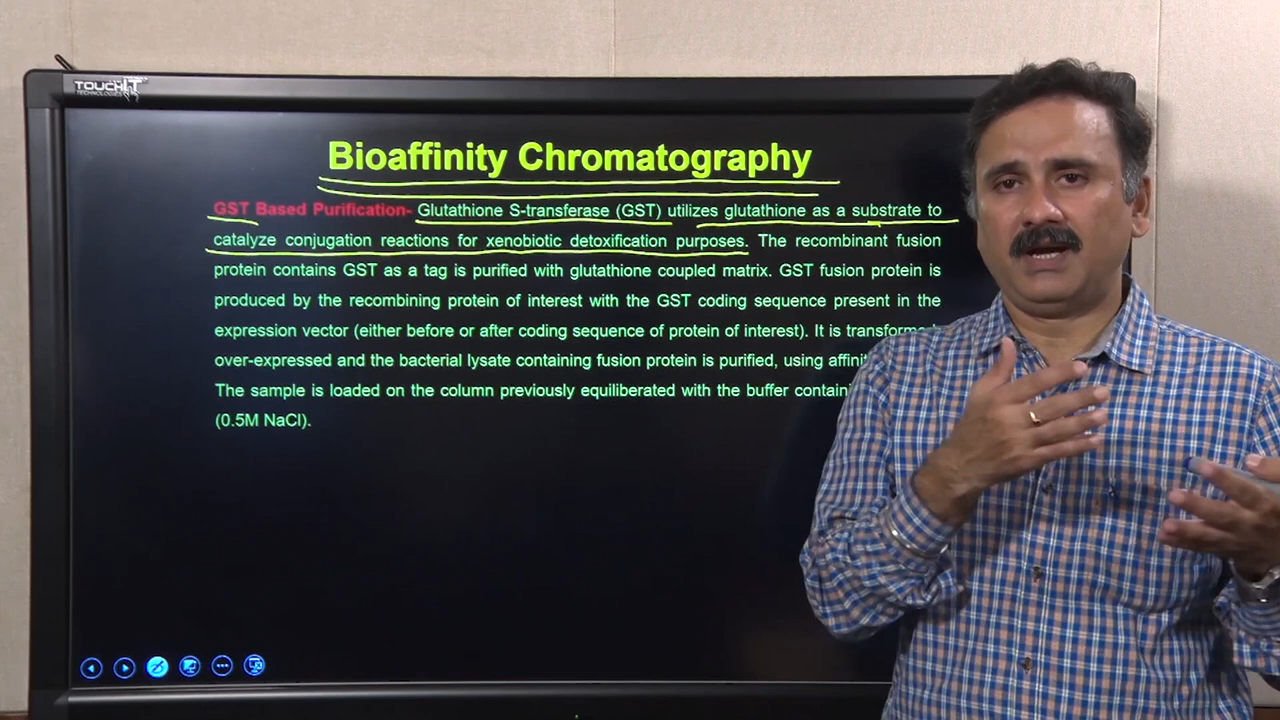 TOUCHIT
TECHNOLOGIES
Bioaffinity Chromatography
GST Based Purification- Glutathione S-transferase (GST) utilizes glutathione as a substrate to
catalyze conjugation reactions for xenobiotic detoxification purposes. The recombinant fusion
protein contains GST as a tag is purified with glutathione coupled matrix. GST fusion protein is
produced by the recombining protein of interest with the GST coding sequence present in the
expression vector (either before or after coding sequence of protein of interest). It is transformed
over-expressed and the bacterial lysate containing fusion protein is purified, using
The sample is loaded on the column previously equiliberated with the buffer
(0.5M NaCl).